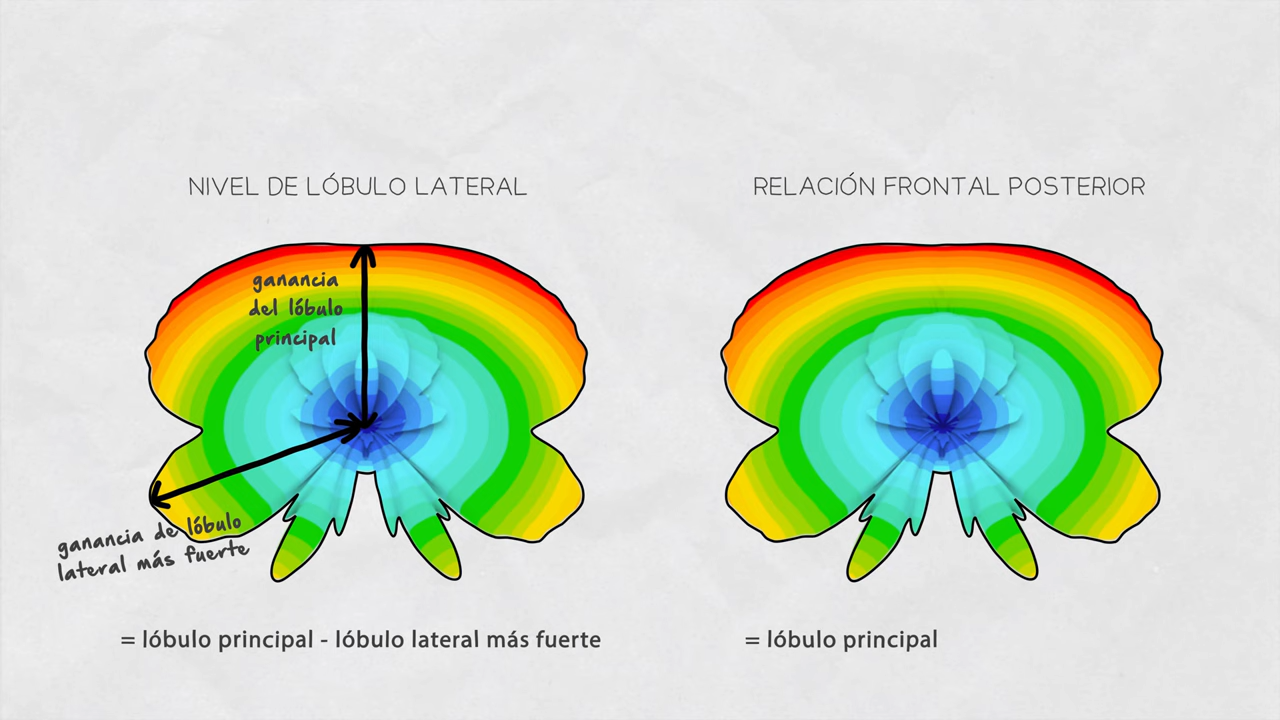 NIVEL DE LÓBULO LATERAL
ganancia
del lóbulo
principal
ganancia de lóbulo
lateral más fuerte
= lóbulo principal - lóbulo lateral más fuerte
RELACIÓN FRONTAL POSTERIOR
= lóbulo principal